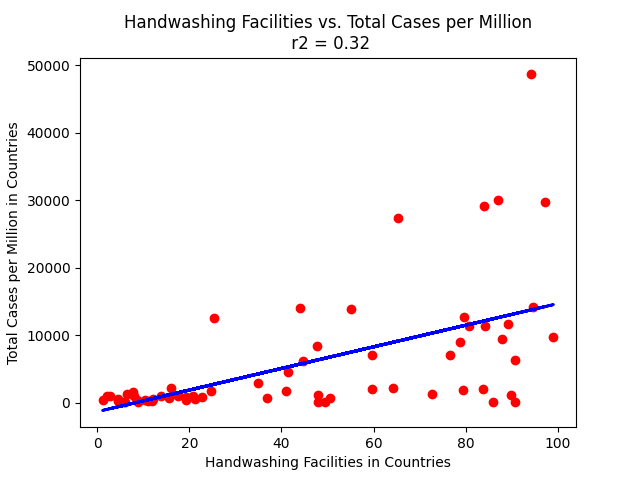 Handwashing Facilities vs. Total Cases per Million
r2 = 0.32
Total Cases per Million in Countries
50000
40000
30000
20000
10000
0
0 20 40 60 80 100
Handwashing Facilities in Countries